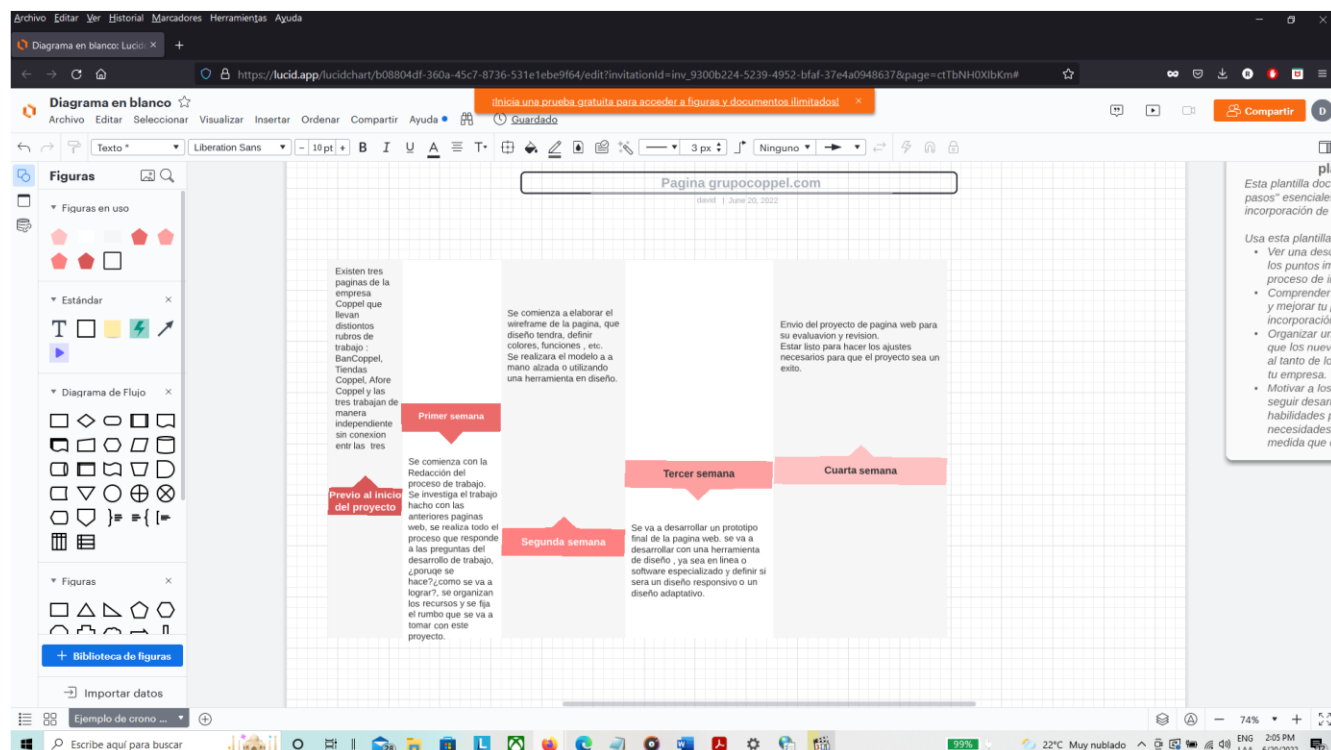 Archivo Editar Ver Historial Marcadores Herramientas Ayuda
Diagrama en blanco: Lucid
https://lucid.app/lucidchart/b08804df-360a-45c7-8736-531e1ebe9f64/edit?invitationId=inv_9300b224-5239-4952-bfaf-37e4a0948637&page=ctTbNH0XIbKm#
Diagrama en blanco
¡Inicia una prueba gratuita para acceder a figuras y documentos ilimitados!
Archivo Editar Seleccionar Visualizar Insertar Ordenar Compartir Ayuda
Guardado
Compartir
D
Texto
Liberation Sans
- 10 pt +
B I U A
3 px
Ninguno
Figuras
Figuras en uso
Estándar
T
Diagrama de Flujo
Figuras
+ Biblioteca de figuras
Importar datos
Pagina grupocoppel.com
david | June 20, 2022
Existen tres
paginas de la
empresa
Coppel que
llevan
distiontos
rubros de
trabajo :
BanCoppel,
Tiendas
Coppel, Afore
Coppel y las
tres trabajan de
manera
independiente
sin conexion
entr las tres
Previo al inicio
del proyecto
Primer semana
Se comienza con la
Redacción del
proceso de trabajo.
Se investiga el trabajo
hacho con las
anteriores paginas
web, se realiza todo el
proceso que responde
a las preguntas del
desarrollo de trabajo,
¿poruqe se
hace?¿como se va a
lograr?, se organizan
los recursos y se fija
el rumbo que se va a
tomar con este
proyecto.
Se comienza a elaborar el
wireframe de la pagina, que
diseño tendra, definir
colores, funciones , etc.
Se realizara el modelo a a
mano alzada o utilizando
una herramienta en diseño.
Segunda semana
Tercer semana
Se va a desarrollar un prototipo
final de la pagina web. se va a
desarrollar con una herramienta
de diseño , ya sea en linea o
software especializado y definir si
sera un diseño responsivo o un
diseño adaptativo.
Envio del proyecto de pagina web para
su evaluavion y revision.
Estar listo para hacer los ajustes
necesarios para que el proyecto sea un
exito.
Cuarta semana
Esta plantilla doc
pasos" esenciale
incorporación de
Usa esta plantilla
Ver una des
los puntos in
proceso de i
Comprender
y mejorar tu
incorporació
Organizar un
que los nuev
al tanto de lo
tu empresa.
Motivar a los
seguir desar
habilidades
necesidades
medida que
Ejemplo de crono ...
74%
Escribe aquí para buscar
99%
22°C Muy nublado
ENG
LAA
2:05 PM
6/20/2022